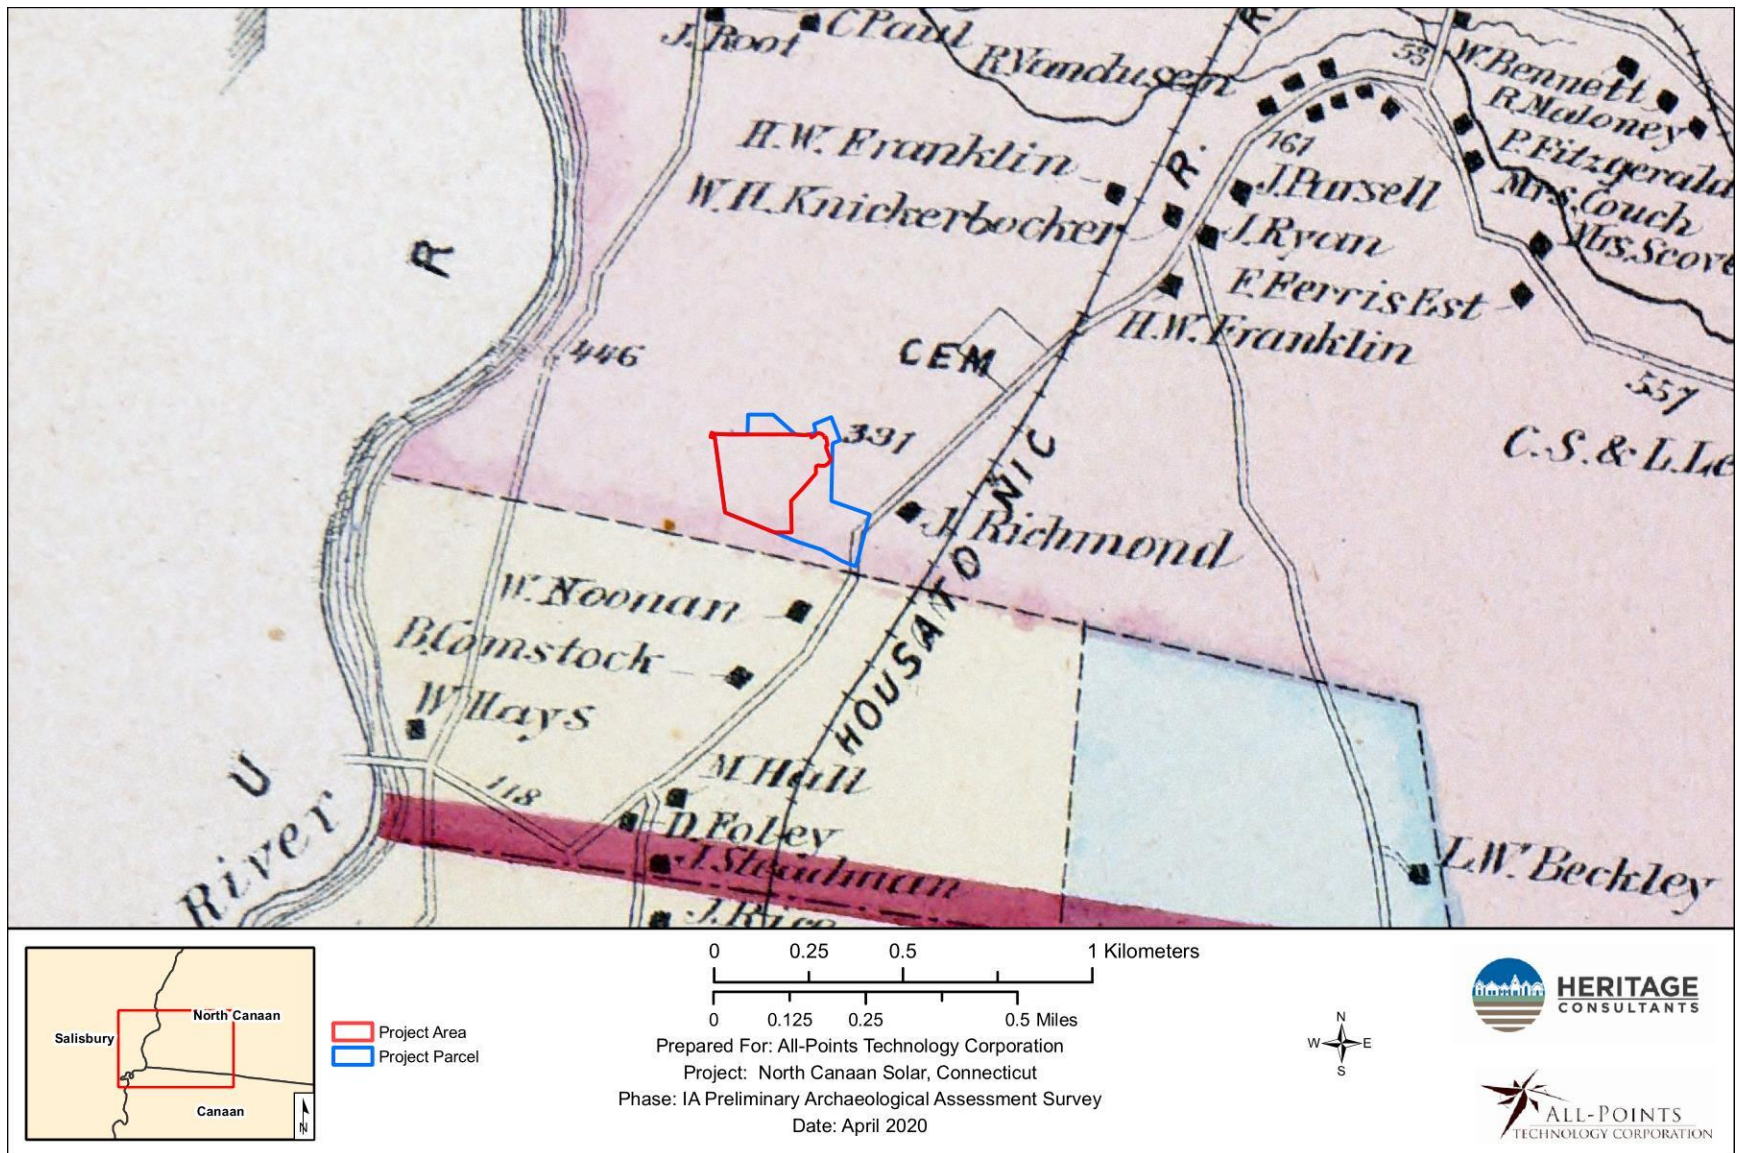 J. Root
C Paul
R
R.Vandusen
53
W.Bennett
R.Maloney
P.Fitzgerald
Mrs.Couch
Mrs.Scove
H.W. Franklin
R.
161
J.Pursell
W.H.Knickerbocker
J.Ryan
R
F.Ferris Est
H.W.Franklin
CEM
446
557
391
C.S. & L.Le
J. Richmond
HOUSATONIC
W.Noonan
B.Comstock
W.Hays
U
118
M.Hall
D.Foley
J.Steadman
River
J.Rice
L.W. Beckley
0 0.25 0.5 1 Kilometers
0 0.125 0.25 0.5 Miles
Salisbury
North Canaan
Canaan
N
Project Area
Project Parcel
Prepared For: All-Points Technology Corporation
Project: North Canaan Solar, Connecticut
Phase: IA Preliminary Archaeological Assessment Survey
Date: April 2020
N
W E
S
HERITAGE
CONSULTANTS
ALL-POINTS
TECHNOLOGY CORPORATION